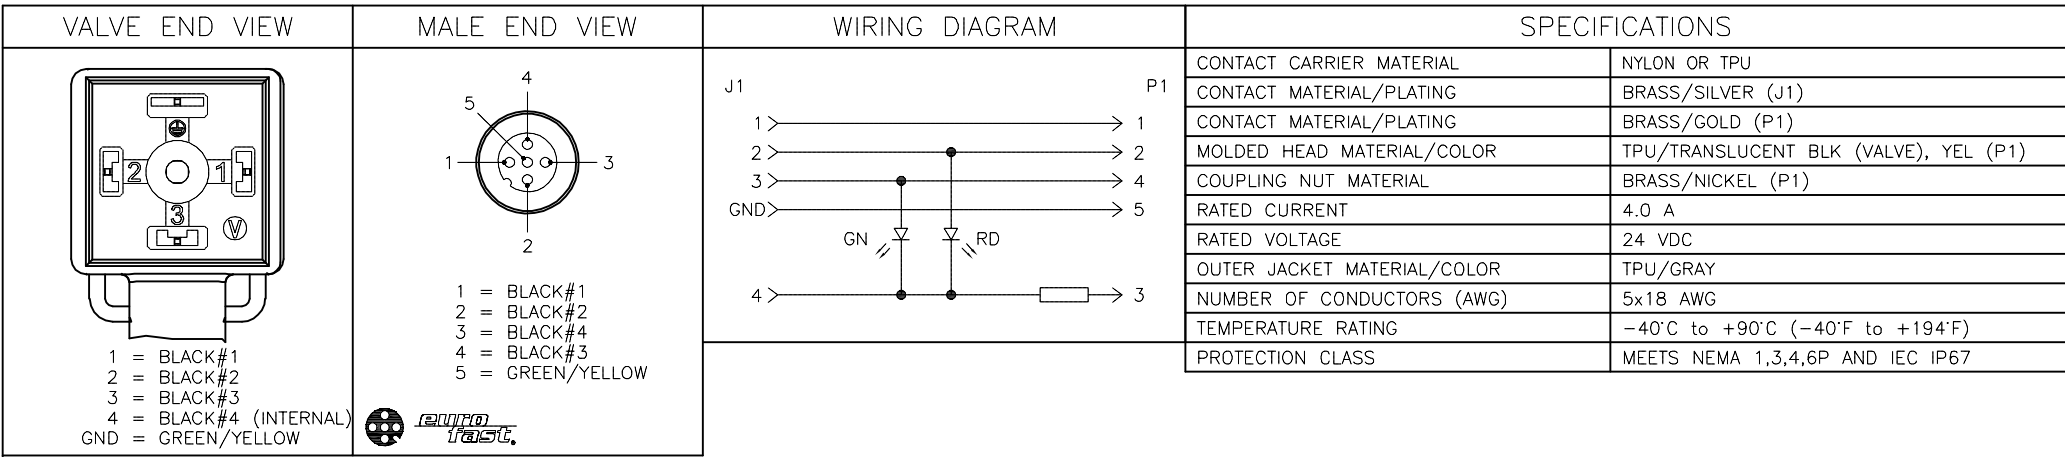 VALVE END VIEW
2
1
3
V
1 = BLACK#1
2 = BLACK#2
3 = BLACK#3
4 = BLACK#4 (INTERNAL)
GND = GREEN/YELLOW
MALE END VIEW
4
5
1
3
2
1 = BLACK#1
2 = BLACK#2
3 = BLACK#4
4 = BLACK#3
5 = GREEN/YELLOW
euro
fast.
WIRING DIAGRAM
J1 P1
1 1
2 2
3 4
GND 5
GN RD
4 3
SPECIFICATIONS
CONTACT CARRIER MATERIAL NYLON OR TPU
CONTACT MATERIAL/PLATING BRASS/SILVER (J1)
CONTACT MATERIAL/PLATING BRASS/GOLD (P1)
MOLDED HEAD MATERIAL/COLOR TPU/TRANSLUCENT BLK (VALVE), YEL (P1)
COUPLING NUT MATERIAL BRASS/NICKEL (P1)
RATED CURRENT 4.0 A
RATED VOLTAGE 24 VDC
OUTER JACKET MATERIAL/COLOR TPU/GRAY
NUMBER OF CONDUCTORS (AWG) 5x18 AWG
TEMPERATURE RATING -40°C to +90°C (-40°F to +194°F)
PROTECTION CLASS MEETS NEMA 1,3,4,6P AND IEC IP67